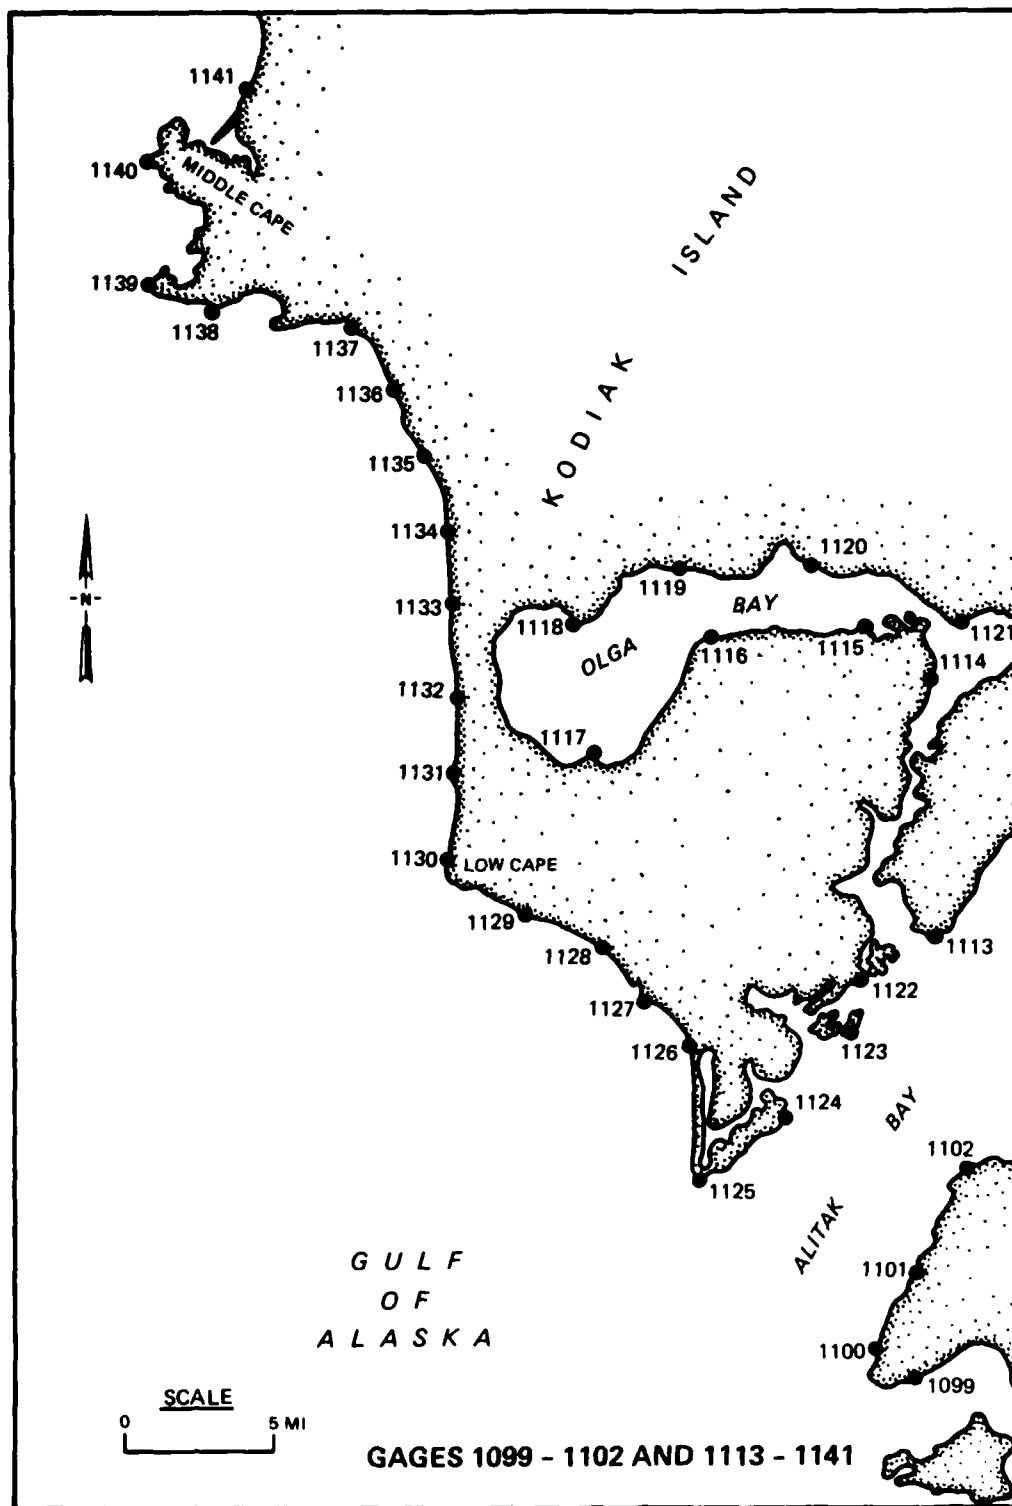 1141
1140
MIDDLE CAPE
ISLAND
1139
1138
1137
KODIAK
1136
1135
1134
1120
1119
-N-
1133
BAY
1118
1121
1115
1116
OLGA
1114
1132
1117
1131
1130
LOW CAPE
1129
1113
1128
1122
1127
1126
1123
1124
BAY
1102
1125
ALITAK
GULF
1101
OF
ALASKA
1100
1099
SCALE
0 5 MI
GAGES 1099 - 1102 AND 1113 - 1141